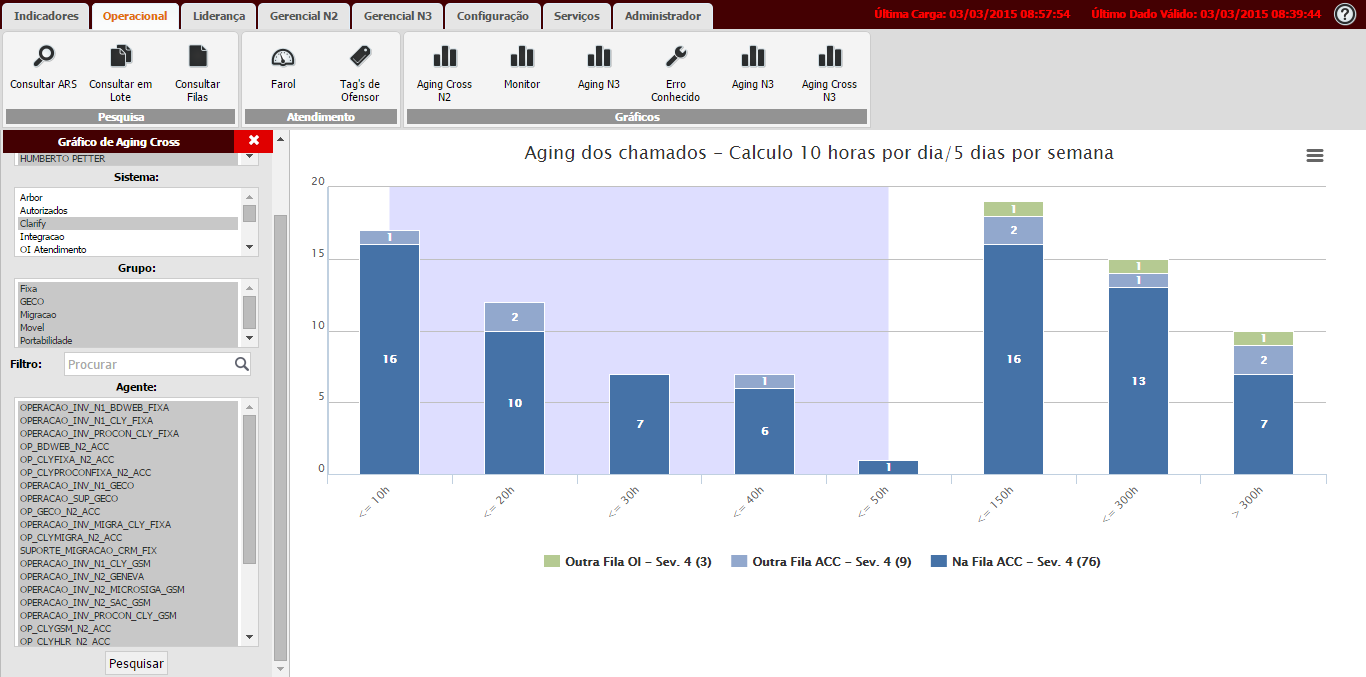 Indicadores Operacional Liderança Gerencial N2 Gerencial N3 Configuração Serviços Administrador Última Carga: 03/03/2015 08:57:54 Último Dado Válido: 03/03/2015 08:39:44 ?
Consultar ARS
Consultar em
Lote
Consultar
Filas
Pesquisa
Farol
Tag's de
Ofensor
Atendimento
Aging Cross
N2
Monitor
Aging N3
Erro
Conhecido
Aging N3
Aging Cross
N3
Gráficos
Gráfico de Aging Cross
HUMBERTO PETTER
Sistema:
Arbor
Autorizados
Clarify
Integracao
OI Atendimento
Grupo:
Fixa
GECO
Migracao
Movel
Portabilidade
Filtro: Procurar
Agente:
OPERACAO_INV_N1_BDWEB_FIXA
OPERACAO_INV_N1_CLY_FIXA
OPERACAO_INV_PROCON_CLY_FIXA
OP_BDWEB_N2_ACC
OP_CLYFIXA_N2_ACC
OP_CLYPROCONFIXA_N2_ACC
OPERACAO_INV_N1_GECO
OPERACAO_SUP_GECO
OP_GECO_N2_ACC
OPERACAO_INV_MIGRA_CLY_FIXA
OP_CLYMIGRA_N2_ACC
SUPORTE_MIGRACAO_CRM_FIX
OPERACAO_INV_N1_CLY_GSM
OPERACAO_INV_N2_GENEVA
OPERACAO_INV_N2_MICROSIGA_GSM
OPERACAO_INV_N2_SAC_GSM
OPERACAO_INV_PROCON_CLY_GSM
OP_CLYGSM_N2_ACC
OP_CLYHLR_N2_ACC
Pesquisar
Aging dos chamados - Calculo 10 horas por dia/5 dias por semana
20
15
10
5
0
1
16
2
10
7
1
6
1
1
2
16
1
1
13
1
2
7
<= 10h
<= 20h
<= 30h
<= 40h
<= 50h
<= 150h
<= 300h
> 300h
Outra Fila OI - Sev. 4 (3) Outra Fila ACC - Sev. 4 (9) Na Fila ACC - Sev. 4 (76)